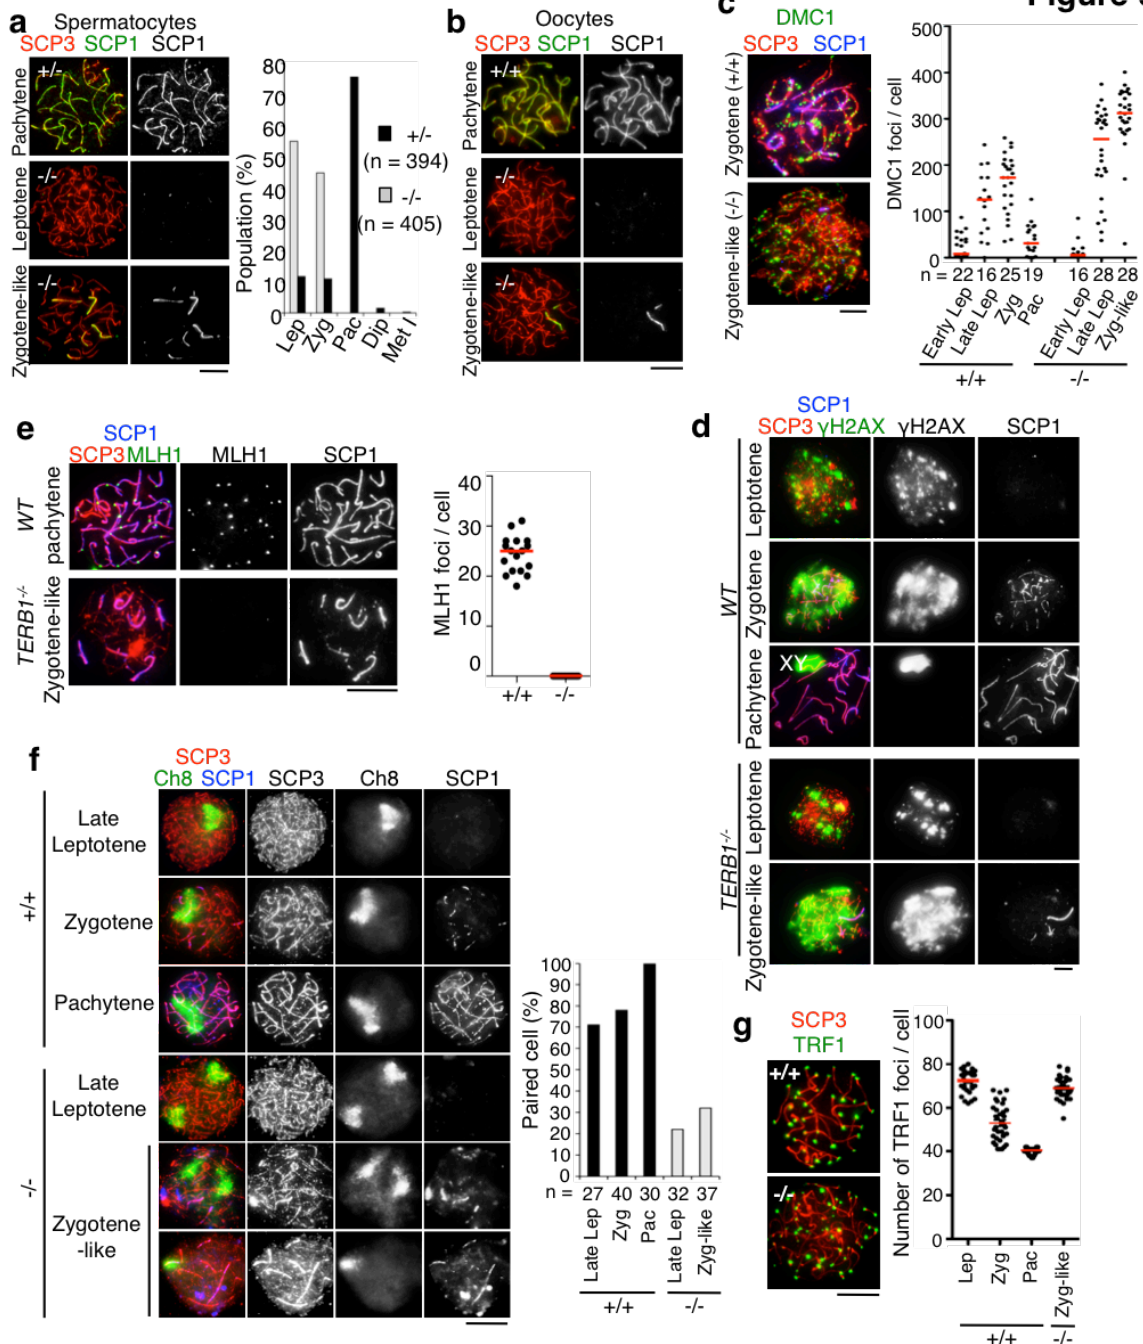 Figure
a
Spermatocytes
SCP3 SCP1 SCP1
Pachytene
+/-
Leptotene
-/-
Zygotene-like
-/-
Population (%)
80
70
60
50
40
30
20
10
0
+/-
(n = 394)
-/-
(n = 405)
Lep
Zyg
Pac
Dip
Met I
b
Oocytes
SCP3 SCP1 SCP1
Pachytene
+/+
Leptotene
-/-
Zygotene-like
-/-
c
DMC1
SCP3 SCP1
Zygotene (+/+)
Zygotene-like (-/-)
DMC1 foci / cell
500
400
300
200
100
0
n = 22 16 25 19 16 28 28
Early Lep
Late Lep
Zyg
Pac
Early Lep
Late Lep
Zyg-like
+/+ -/-
e
SCP1
SCP3 MLH1 MLH1 SCP1
WT
pachytene
TERB1-/-
Zygotene-like
MLH1 foci / cell
40
30
20
10
0
+/+ -/-
d
SCP1
SCP3 γH2AX γH2AX SCP1
WT
Leptotene
Zygotene
Pachytene
XY
TERB1-/-
Leptotene
Zygotene-like
f
SCP3
Ch8 SCP1 SCP3 Ch8 SCP1
+/+
Late
Leptotene
Zygotene
Pachytene
-/-
Late
Leptotene
Zygotene
-like
Paired cell (%)
100
90
80
70
60
50
40
30
20
10
0
n = 27 40 30 32 37
Late Lep
Zyg
Pac
Late Lep
Zyg-like
+/+ -/-
g
SCP3
TRF1
+/+
-/-
Number of TRF1 foci / cell
100
80
60
40
20
0
Lep
Zyg
Pac
Zyg-like
+/+ -/-